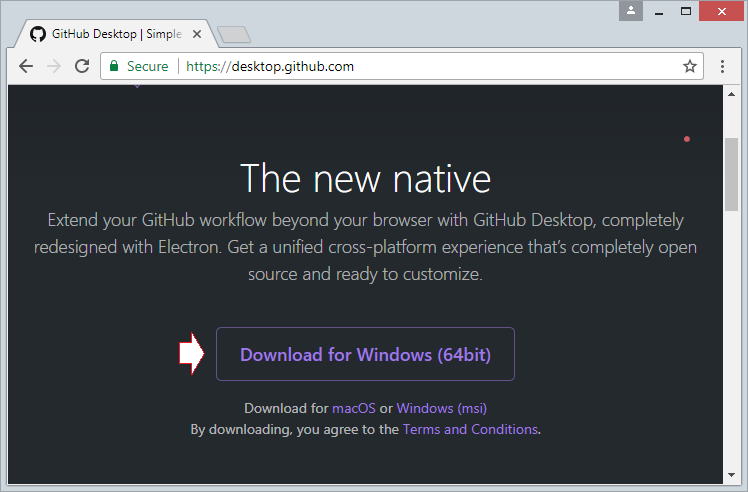 GitHub Desktop | Simple
Secure
https://desktop.github.com
The new native
Extend your GitHub workflow beyond your browser with GitHub Desktop, completely
redesigned with Electron. Get a unified cross-platform experience that's completely open
source and ready to customize.
Download for Windows (64bit)
Download for macOS or Windows (msi)
By downloading, you agree to the Terms and Conditions.